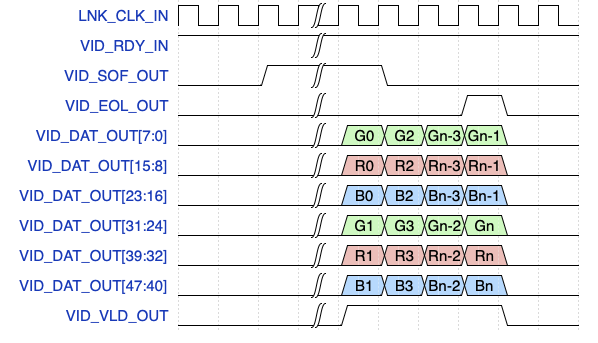 LNK_CLK_IN
VID_RDY_IN
VID_SOF_OUT
VID_EOL_OUT
VID_DAT_OUT[7:0] G0 G2 Gn-3 Gn-1
VID_DAT_OUT[15:8] R0 R2 Rn-3 Rn-1
VID_DAT_OUT[23:16] B0 B2 Bn-3 Bn-1
VID_DAT_OUT[31:24] G1 G3 Gn-2 Gn
VID_DAT_OUT[39:32] R1 R3 Rn-2 Rn
VID_DAT_OUT[47:40] B1 B3 Bn-2 Bn
VID_VLD_OUT